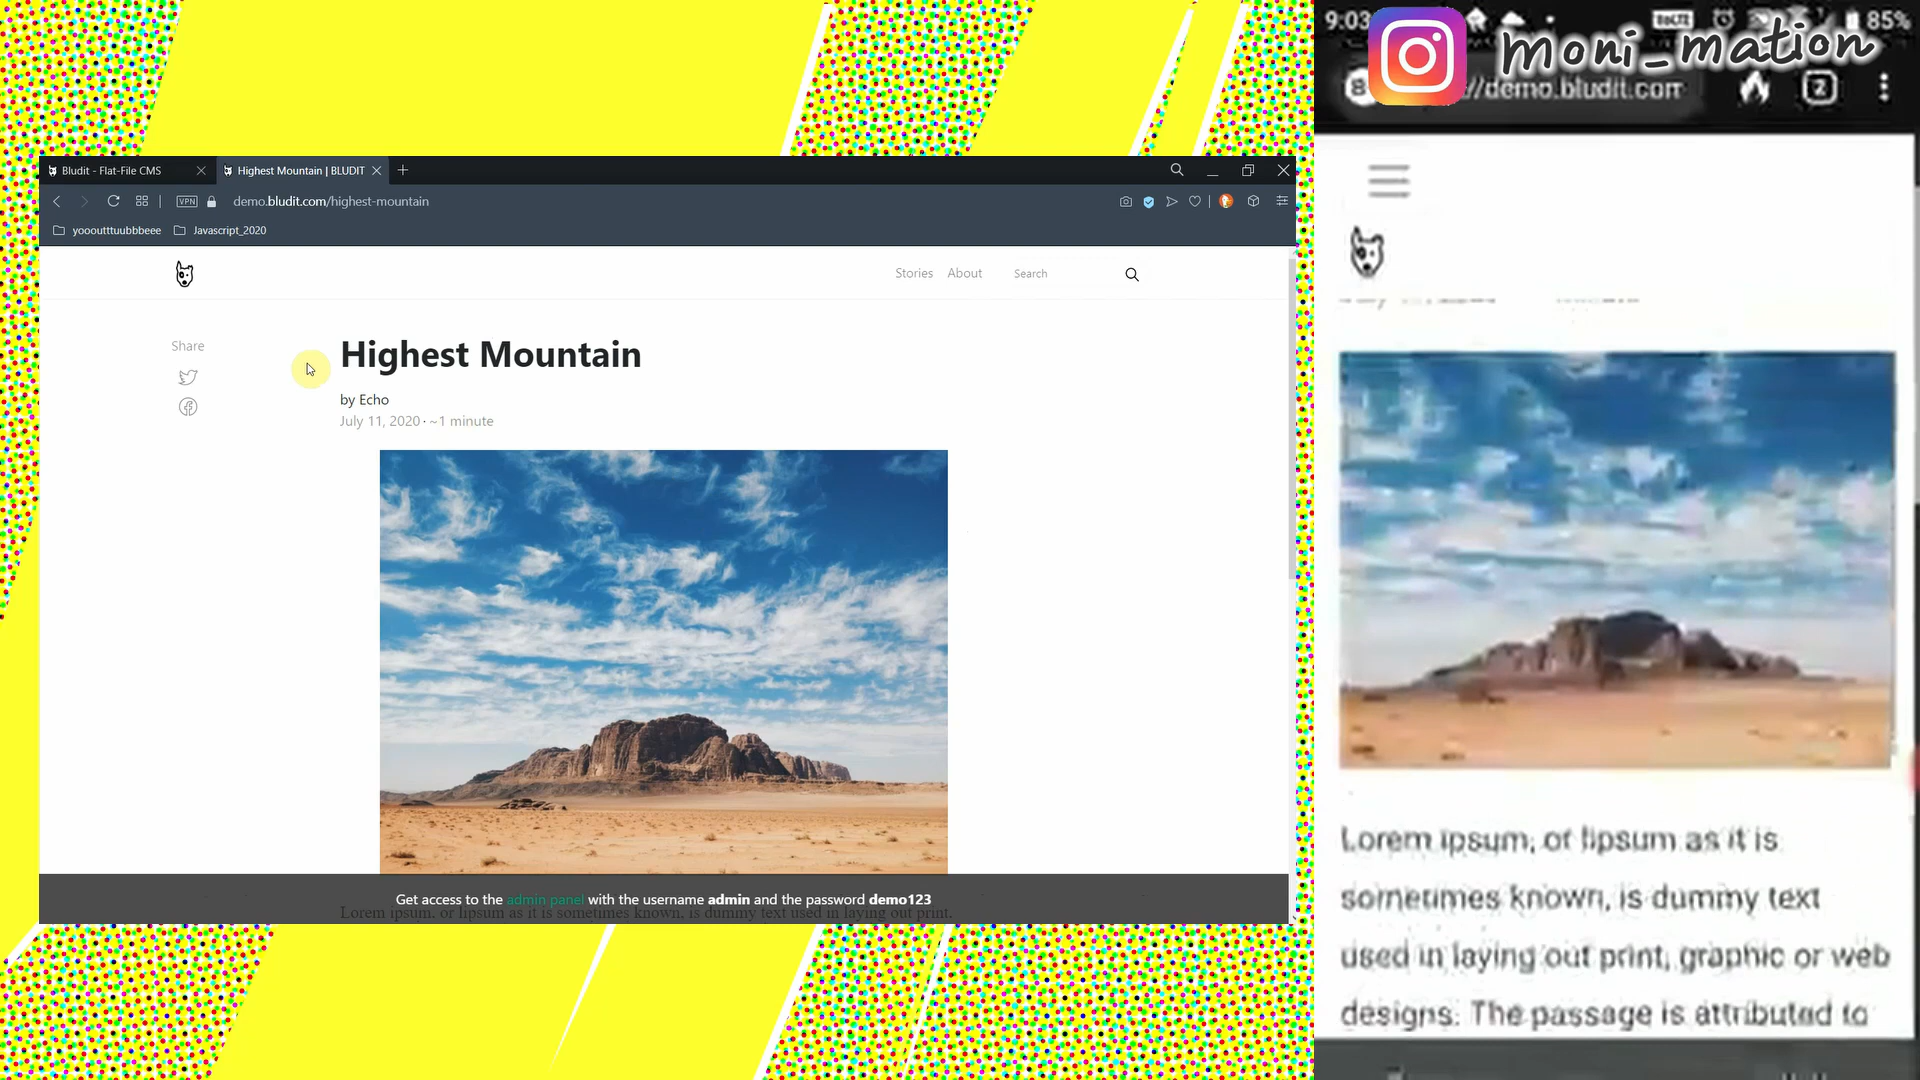 Bludit - Flat-File CMS
Highest Mountain | BLUDIT
VPN
demo.bludit.com/highest-mountain
yooouttuubbbeee
Javascript_2020
Stories
About
Search
Share
Highest Mountain
by Echo
July 11, 2020 · ~1 minute
Get access to the admin panel with the username admin and the password demo123
Lorem ipsum, or lipsum as it is sometimes known, is dummy text used in laying out print,
9:03
85%
moni_mation
//demo.bludit.com
2
Lorem ipsum, or lipsum as it is
sometimes known, is dummy text
used in laying out print, graphic or web
designs. The passage is attributed to